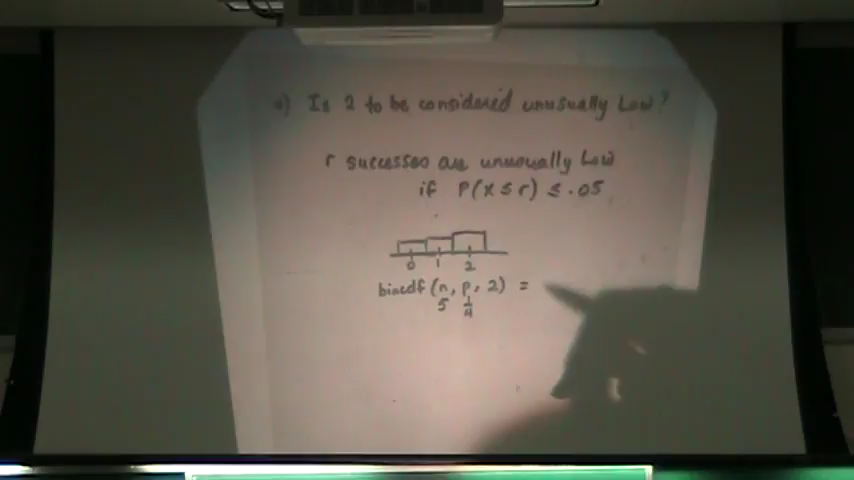 Is 2 to be considered unusually Low?
r successes are unusually Low
if P(x ≤ r) ≤ .05
0 1 2
binedf (n, p, 2) =
5 1/4